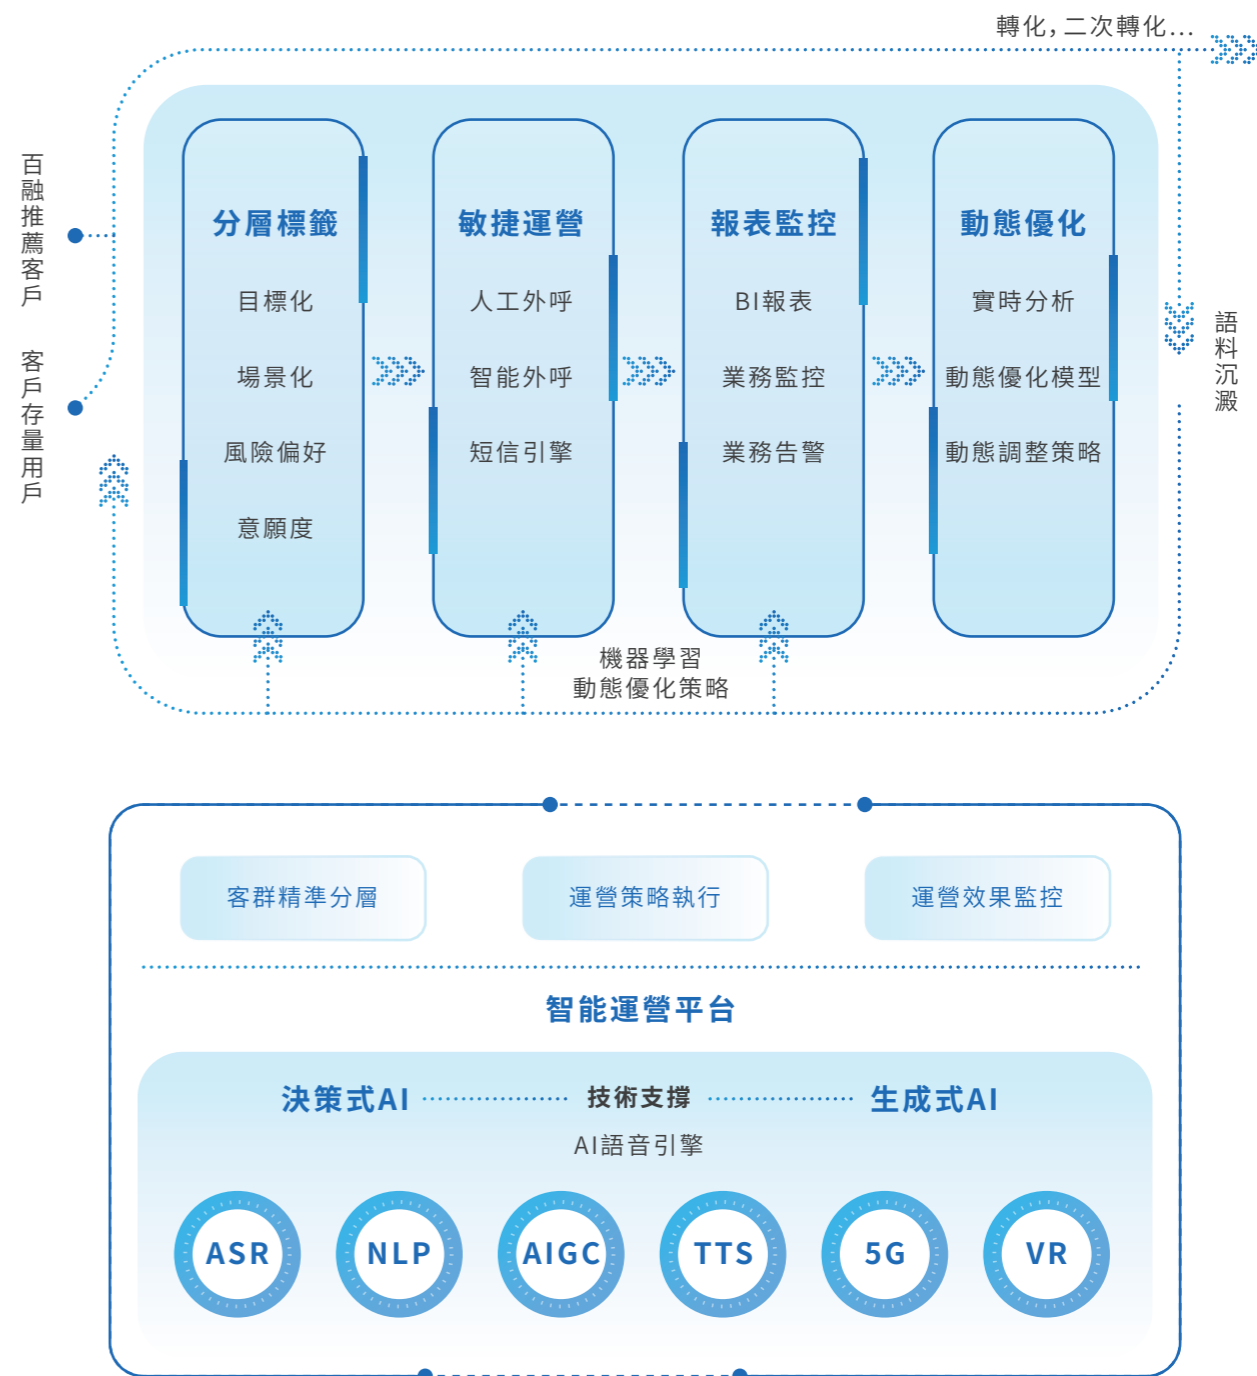 轉化，二次轉化...
百融推薦客戶
客戶存量用戶
分層標籤
目標化
場景化
風險偏好
意願度
敏捷運營
人工外呼
智能外呼
短信引擎
報表監控
BI報表
業務監控
業務告警
動態優化
實時分析
動態優化模型
動態調整策略
語料沉澱
機器學習
動態優化策略
客群精準分層
運營策略執行
運營效果監控
智能運營平台
決策式AI
技術支撐
生成式AI
AI語音引擎
ASR
NLP
AIGC
TTS
5G
VR